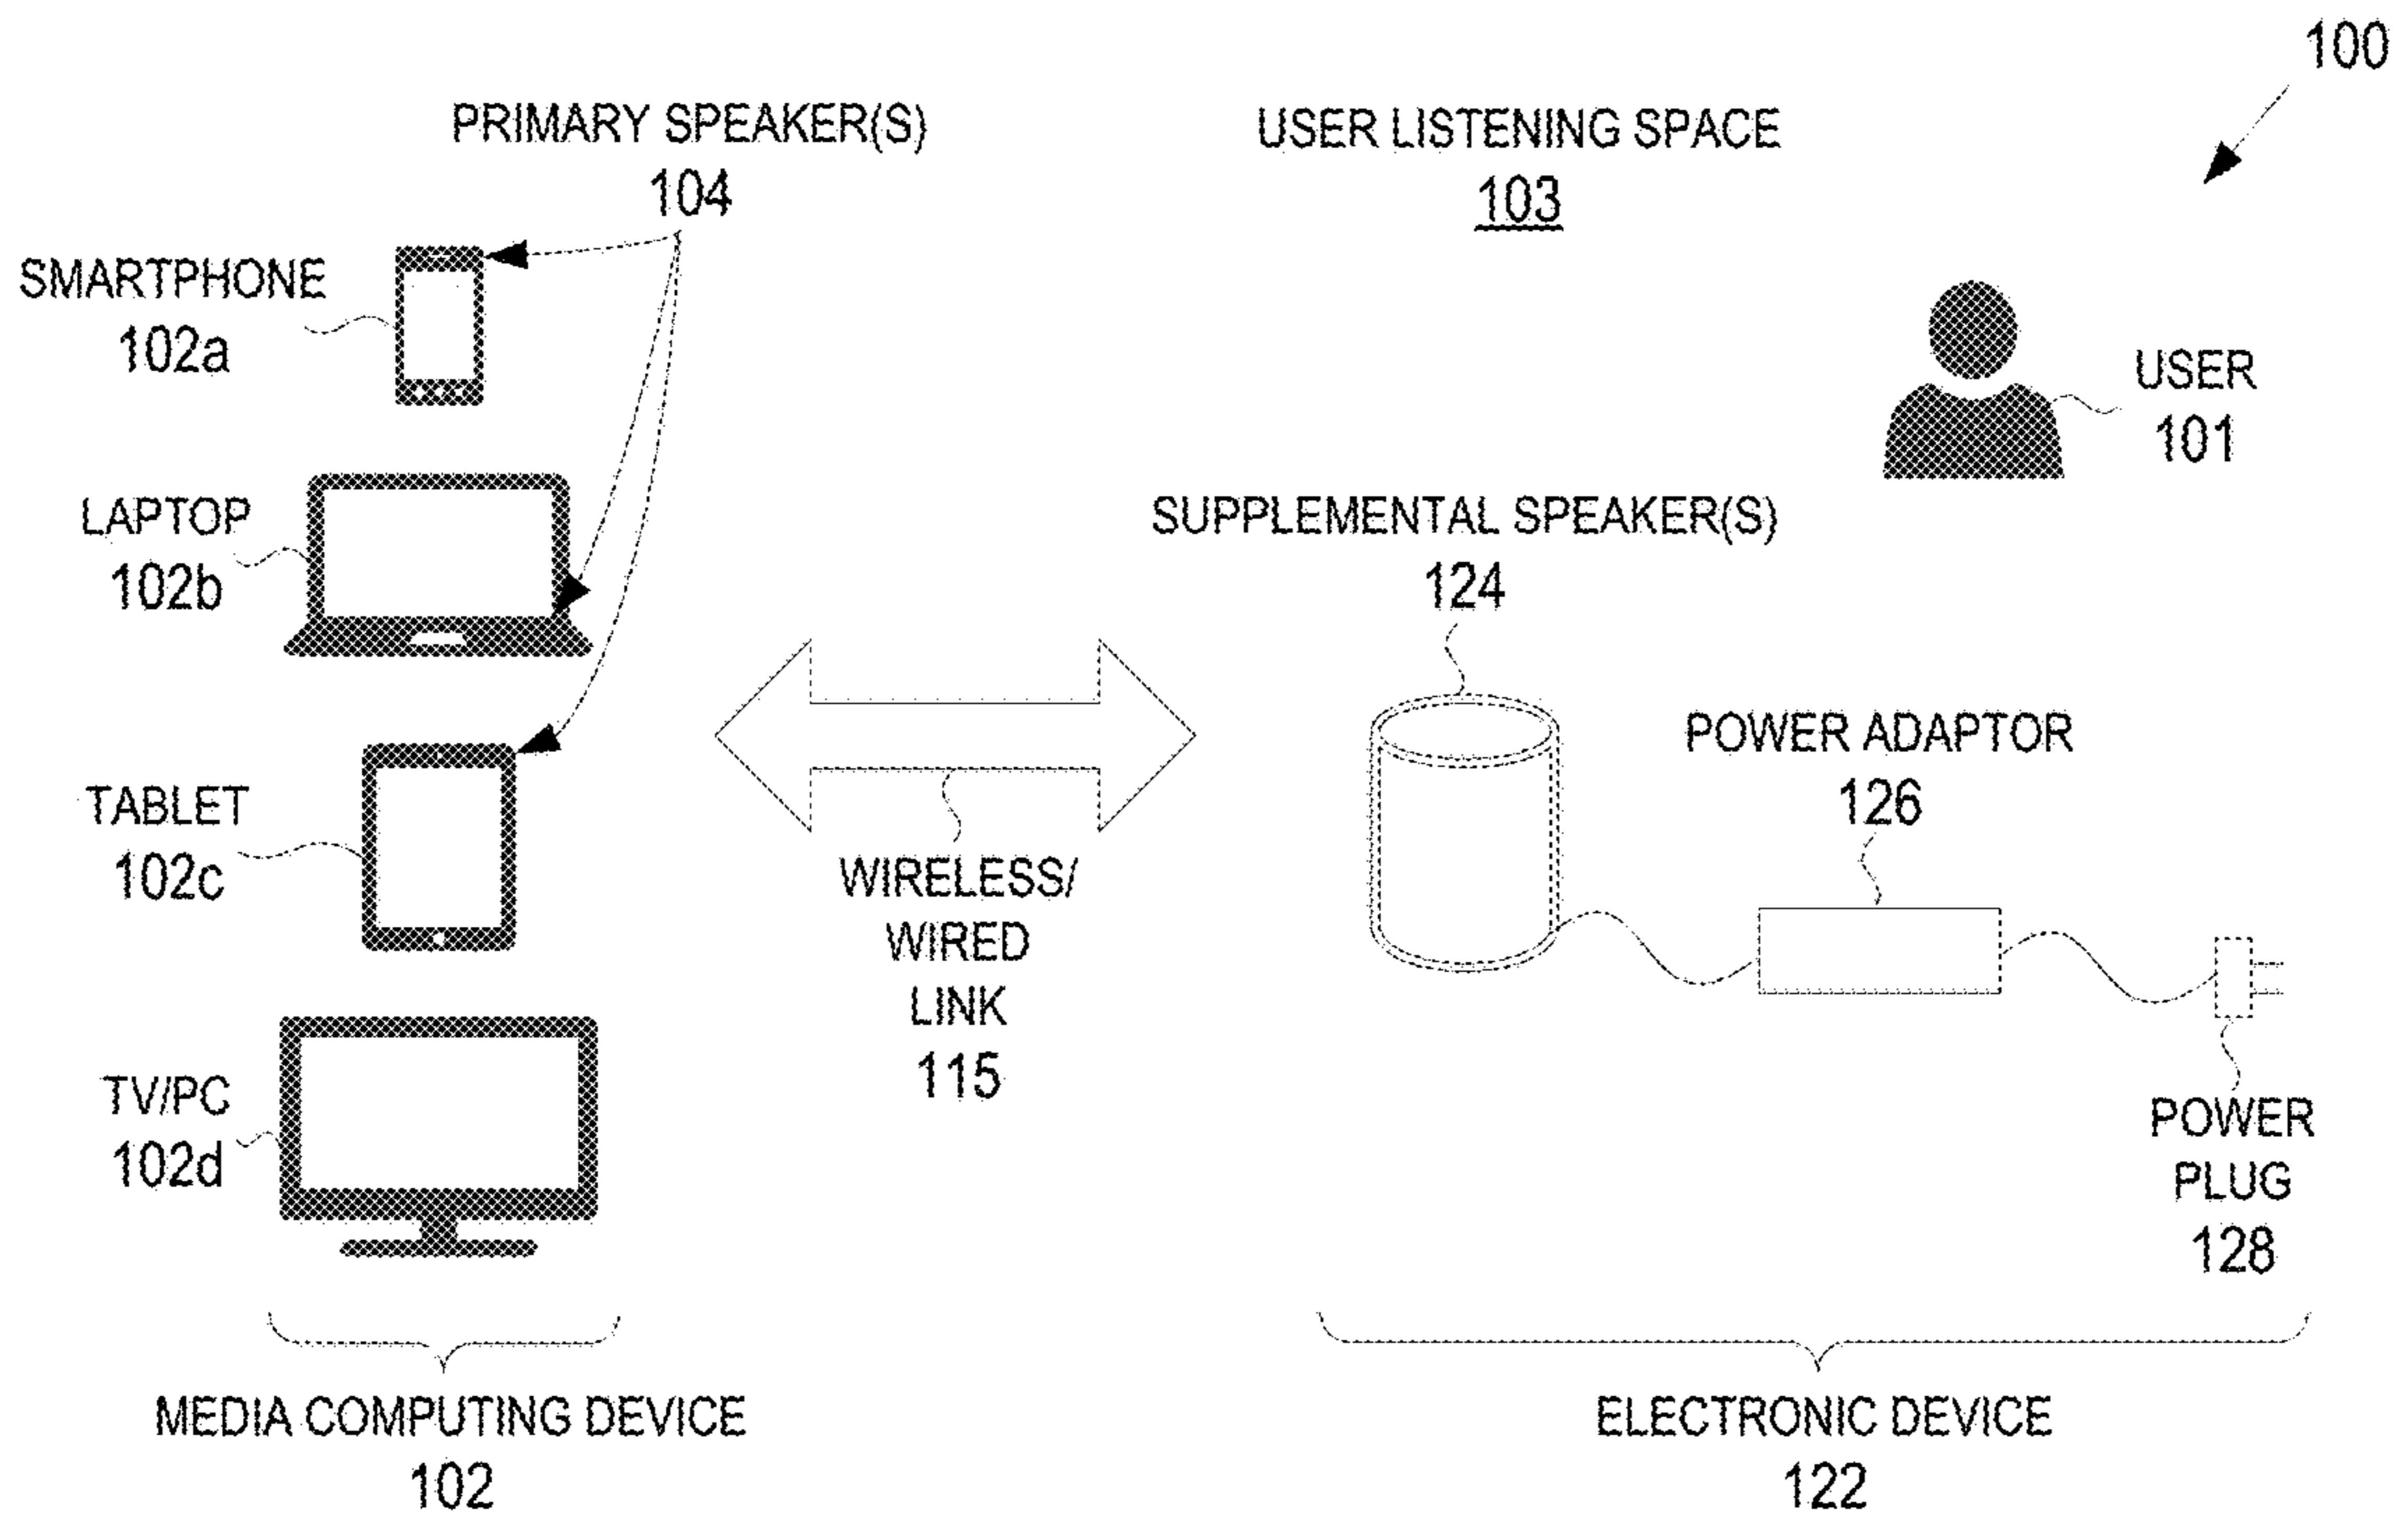 100
PRIMARY SPEAKER(S)
104
USER LISTENING SPACE
103
SMARTPHONE
102a
USER
101
LAPTOP
102b
SUPPLEMENTAL SPEAKER(S)
124
POWER ADAPTOR
126
TABLET
102c
WIRELESS/
WIRED
LINK
115
TV/PC
102d
POWER
PLUG
128
MEDIA COMPUTING DEVICE
102
ELECTRONIC DEVICE
122